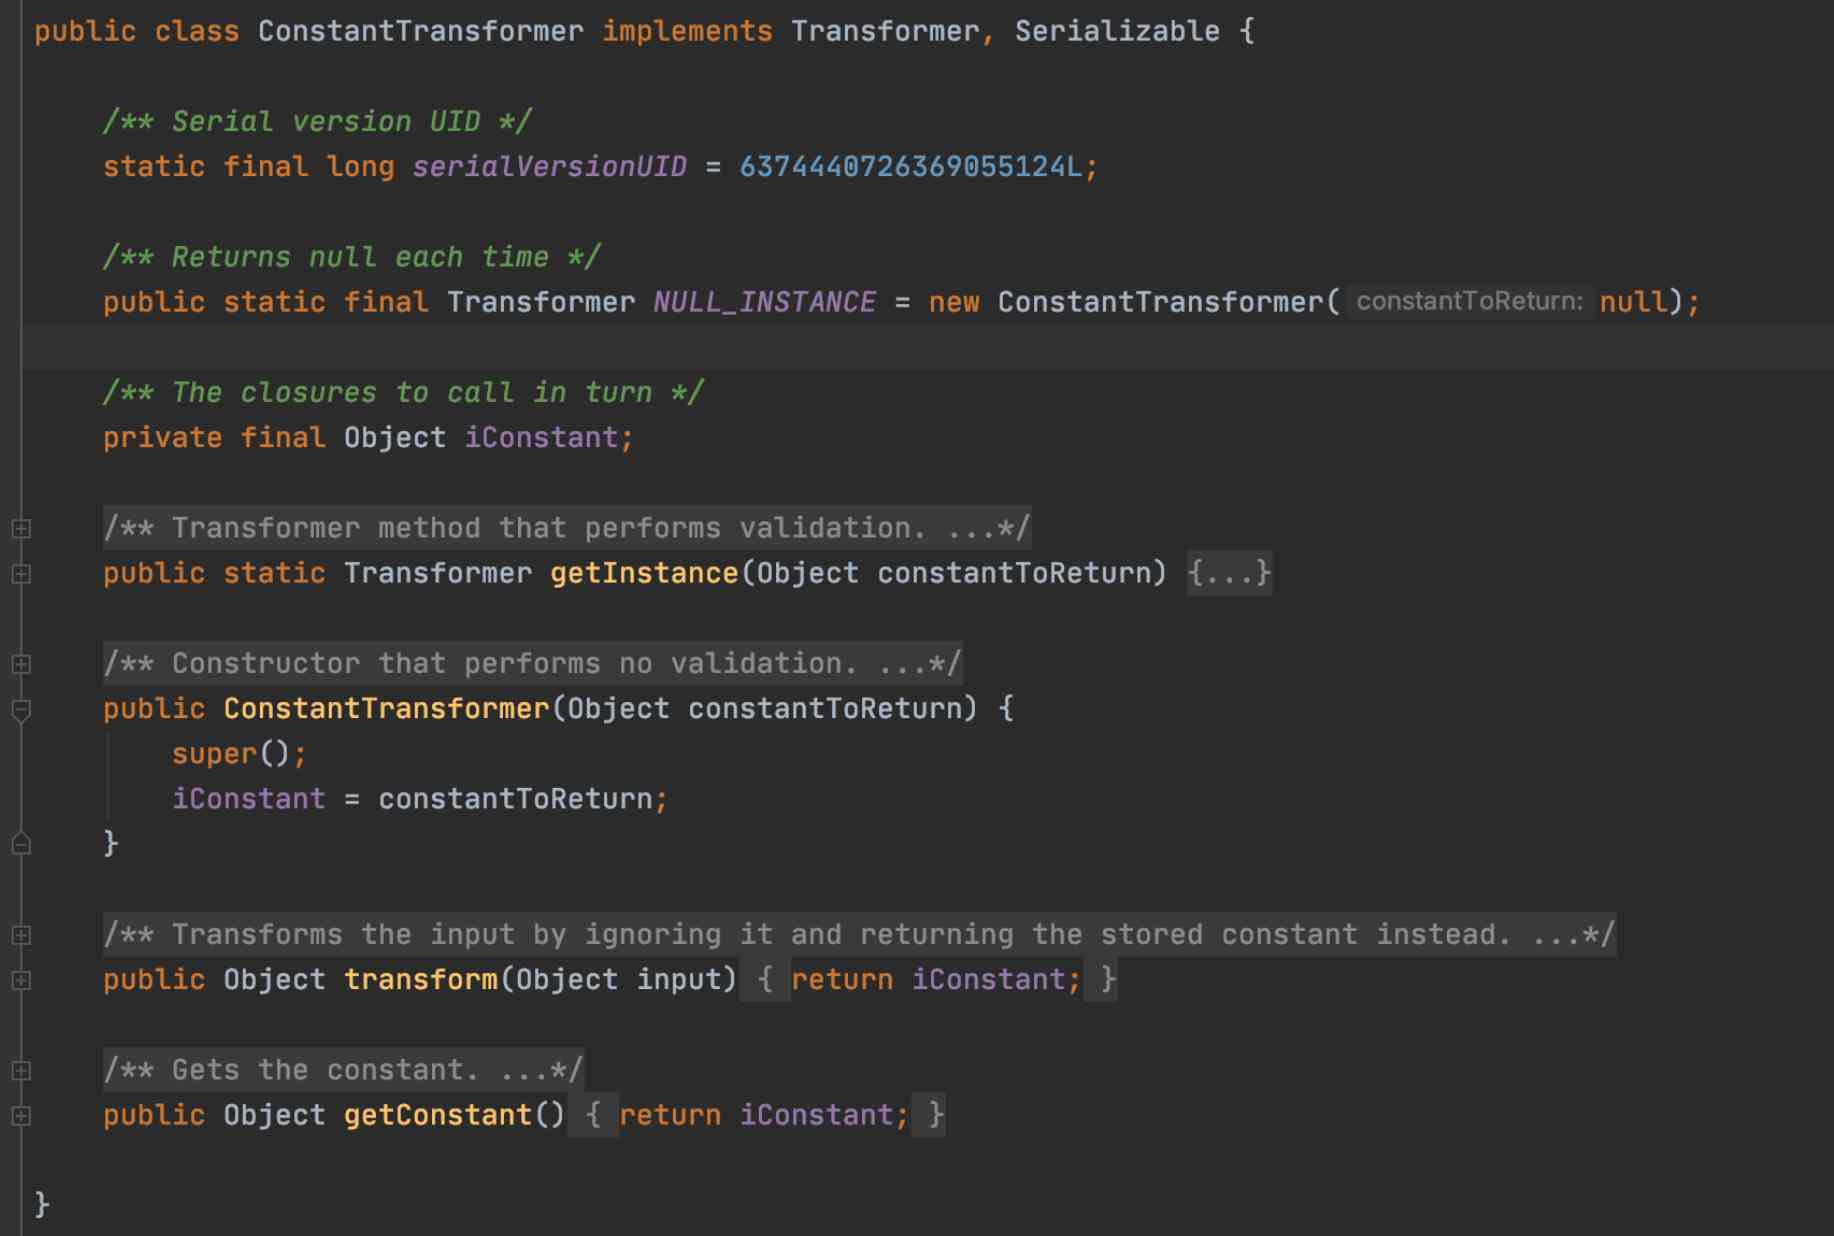 public class ConstantTransformer implements Transformer, Serializable {
/** Serial version UID */
static final long serialVersionUID = 6374440726369055124L;
/** Returns null each time */
public static final Transformer NULL_INSTANCE = new ConstantTransformer( constantToReturn: null);
/** The closures to call in turn */
private final Object iConstant;
/** Transformer method that performs validation. ...*/
public static Transformer getInstance(Object constantToReturn) {...}
/** Constructor that performs no validation. ...*/
public ConstantTransformer(Object constantToReturn) {
super();
iConstant = constantToReturn;
}
/** Transforms the input by ignoring it and returning the stored constant instead. ...*/
public Object transform(Object input) { return iConstant; }
/** Gets the constant. ...*/
public Object getConstant() { return iConstant; }
}